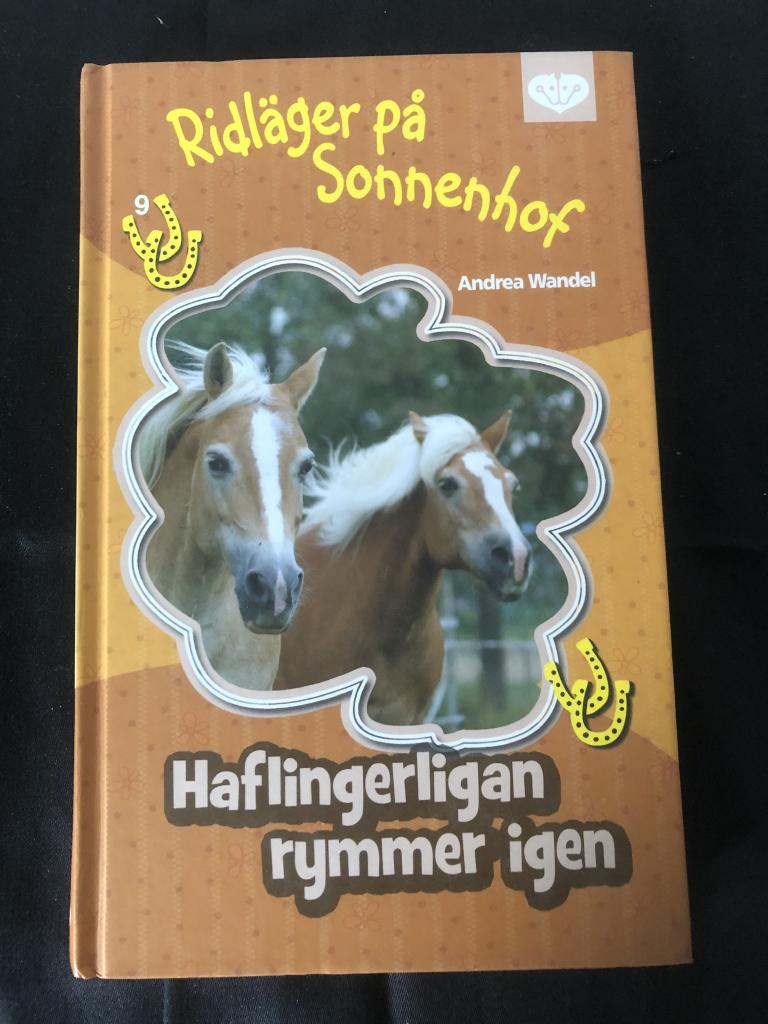 Ridläger på
Sonnenhof
9
Andrea Wandel
Haflingerligan
rymmer igen